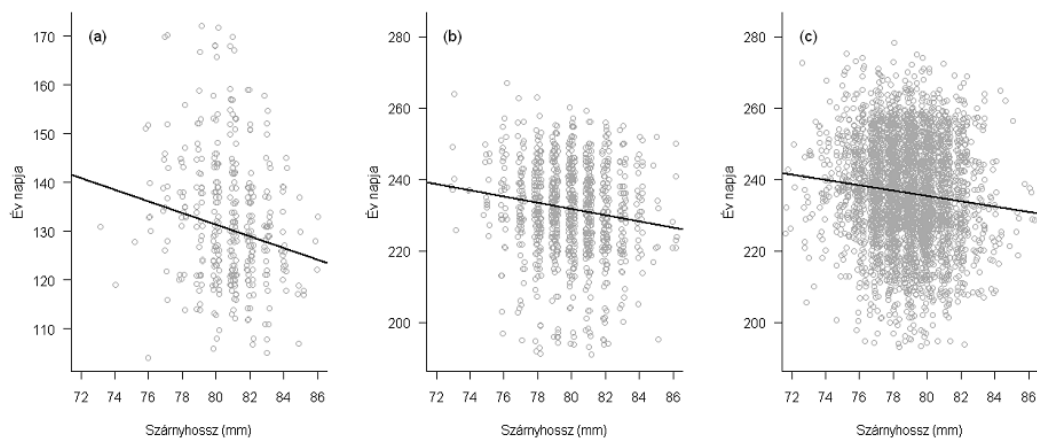 (a)
Év napja
170
160
150
140
130
120
110
72 74 76 78 80 82 84 86
Szárnyhossz (mm)
(b)
Év napja
280
260
240
220
200
72 74 76 78 80 82 84 86
Szárnyhossz (mm)
(c)
Év napja
280
260
240
220
200
72 74 76 78 80 82 84 86
Szárnyhossz (mm)